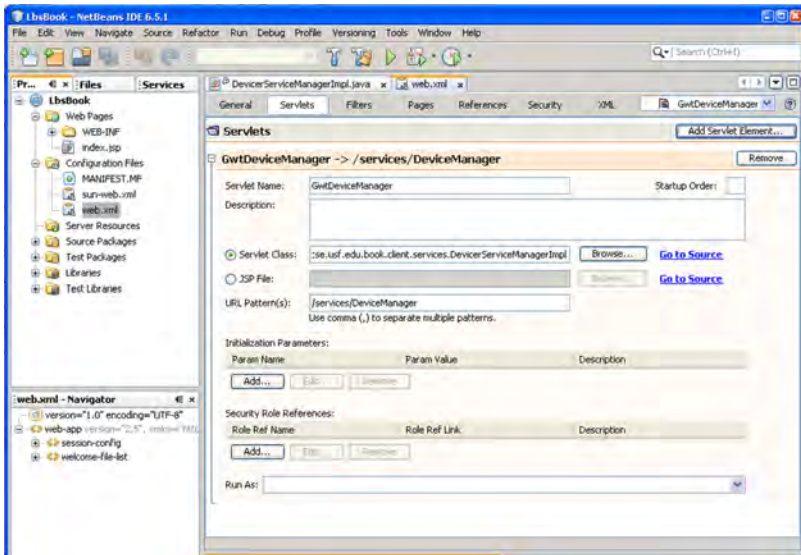 LbsBook - NetBeans IDE 6.5.1
File Edit View Navigate Source Refactor Run Debug Profile Versioning Tools Window Help
Search (Ctrl+I)
Pr... Files Services
LbsBook
Web Pages
WEB-INF
index.jsp
Configuration Files
MANIFEST.MF
sun-web.xml
web.xml
Server Resources
Source Packages
Test Packages
Libraries
Test Libraries
web.xml - Navigator
version="1.0" encoding="UTF-8"
web-app version="2.5",
session-config
welcome-file-list
DevicerServiceManagerImpl.java web.xml
General Servlets Filters Pages References Security XML GwtDeviceManager
Servlets
Add Servlet Element...
GwtDeviceManager -> /services/DeviceManager
Remove
Servlet Name: GwtDeviceManager Startup Order:
Description:
Servlet Class: :se.usf.edu.book.client.services.DevicerServiceManagerImpl Browse... Go to Source
JSP File: Browse... Go to Source
URL Pattern(s): /services/DeviceManager
Use comma (,) to separate multiple patterns.
Initialization Parameters:
Param Name Param Value Description
Add... Edit... Remove
Security Role References:
Role Ref Name Role Ref Link Description
Add... Edit... Remove
Run As: